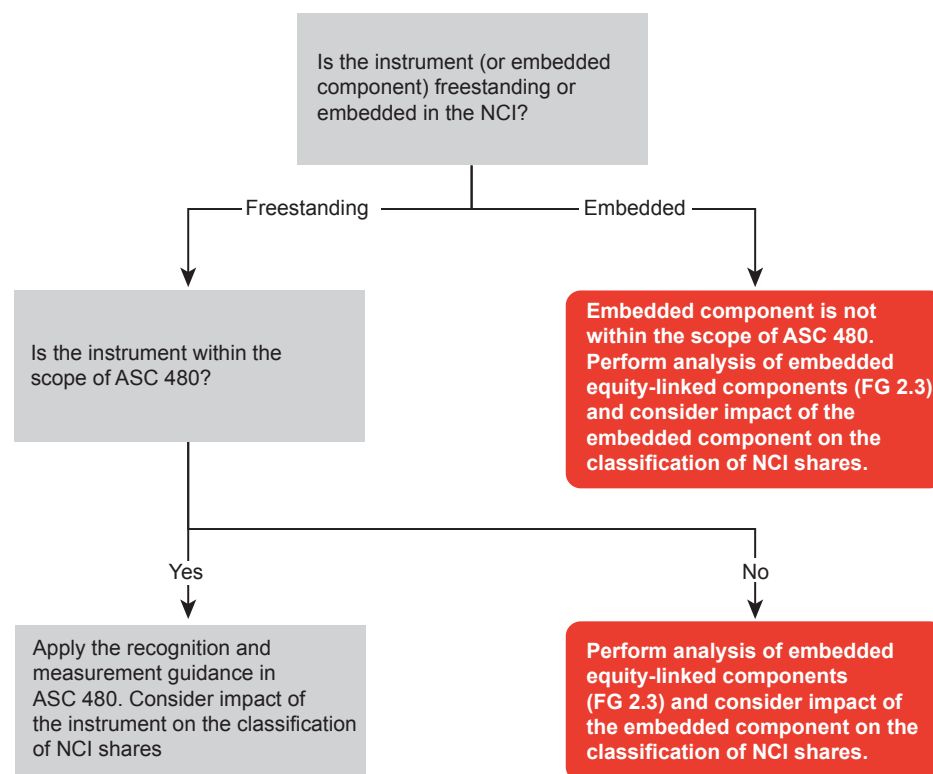 Is the instrument (or embedded
component) freestanding or
embedded in the NCI?
Freestanding
Embedded
Is the instrument within the
scope of ASC 480?
Embedded component is not
within the scope of ASC 480.
Perform analysis of embedded
equity-linked components (FG 2.3)
and consider impact of the
embedded component on the
classification of NCI shares.
Yes
No
Apply the recognition and
measurement guidance in
ASC 480. Consider impact of
the instrument on the classification
of NCI shares
Perform analysis of embedded
equity-linked components
(FG 2.3) and consider impact of
the embedded component on the
classification of NCI shares.